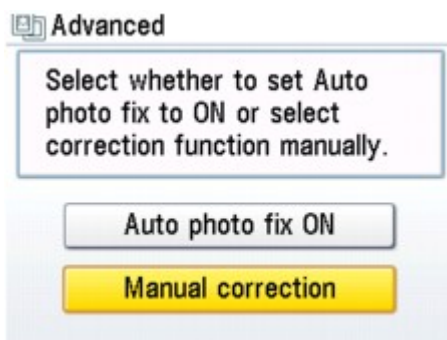 Advanced
Select whether to set Auto
photo fix to ON or select
correction function manually.
Auto photo fix ON
Manual correction